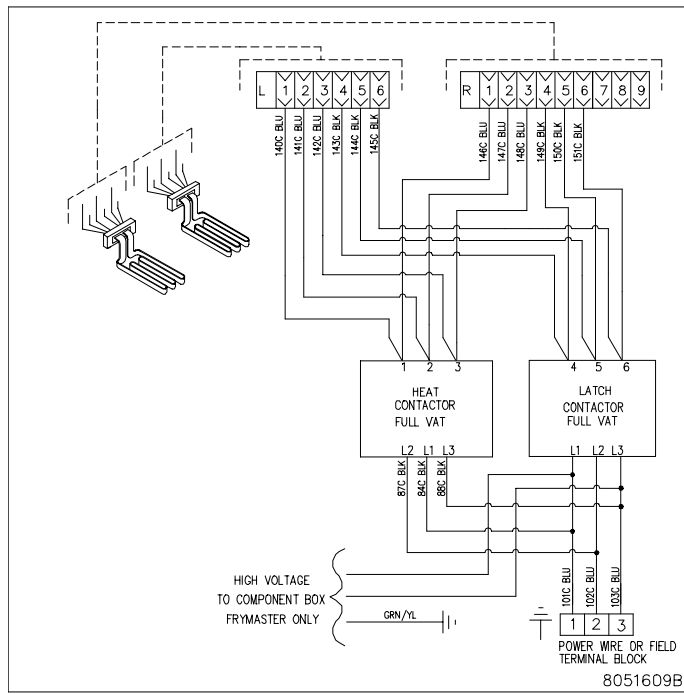 L 1 2 3 4 5 6
R 1 2 3 4 5 6 7 8 9
140C BLU
141C BLU
142C BLU
143C BLK
144C BLK
145C BLK
146C BLU
147C BLU
148C BLU
149C BLK
150C BLK
151C BLK
1 2 3
HEAT
CONTACTOR
FULL VAT
L2 L1 L3
4 5 6
LATCH
CONTACTOR
FULL VAT
L1 L2 L3
87C BLK
84C BLK
88C BLK
HIGH VOLTAGE
TO COMPONENT BOX
FRYMASTER ONLY
GRN/YL
101C BLU
102C BLU
103C BLU
1 2 3
POWER WIRE OR FIELD
TERMINAL BLOCK
8051609B